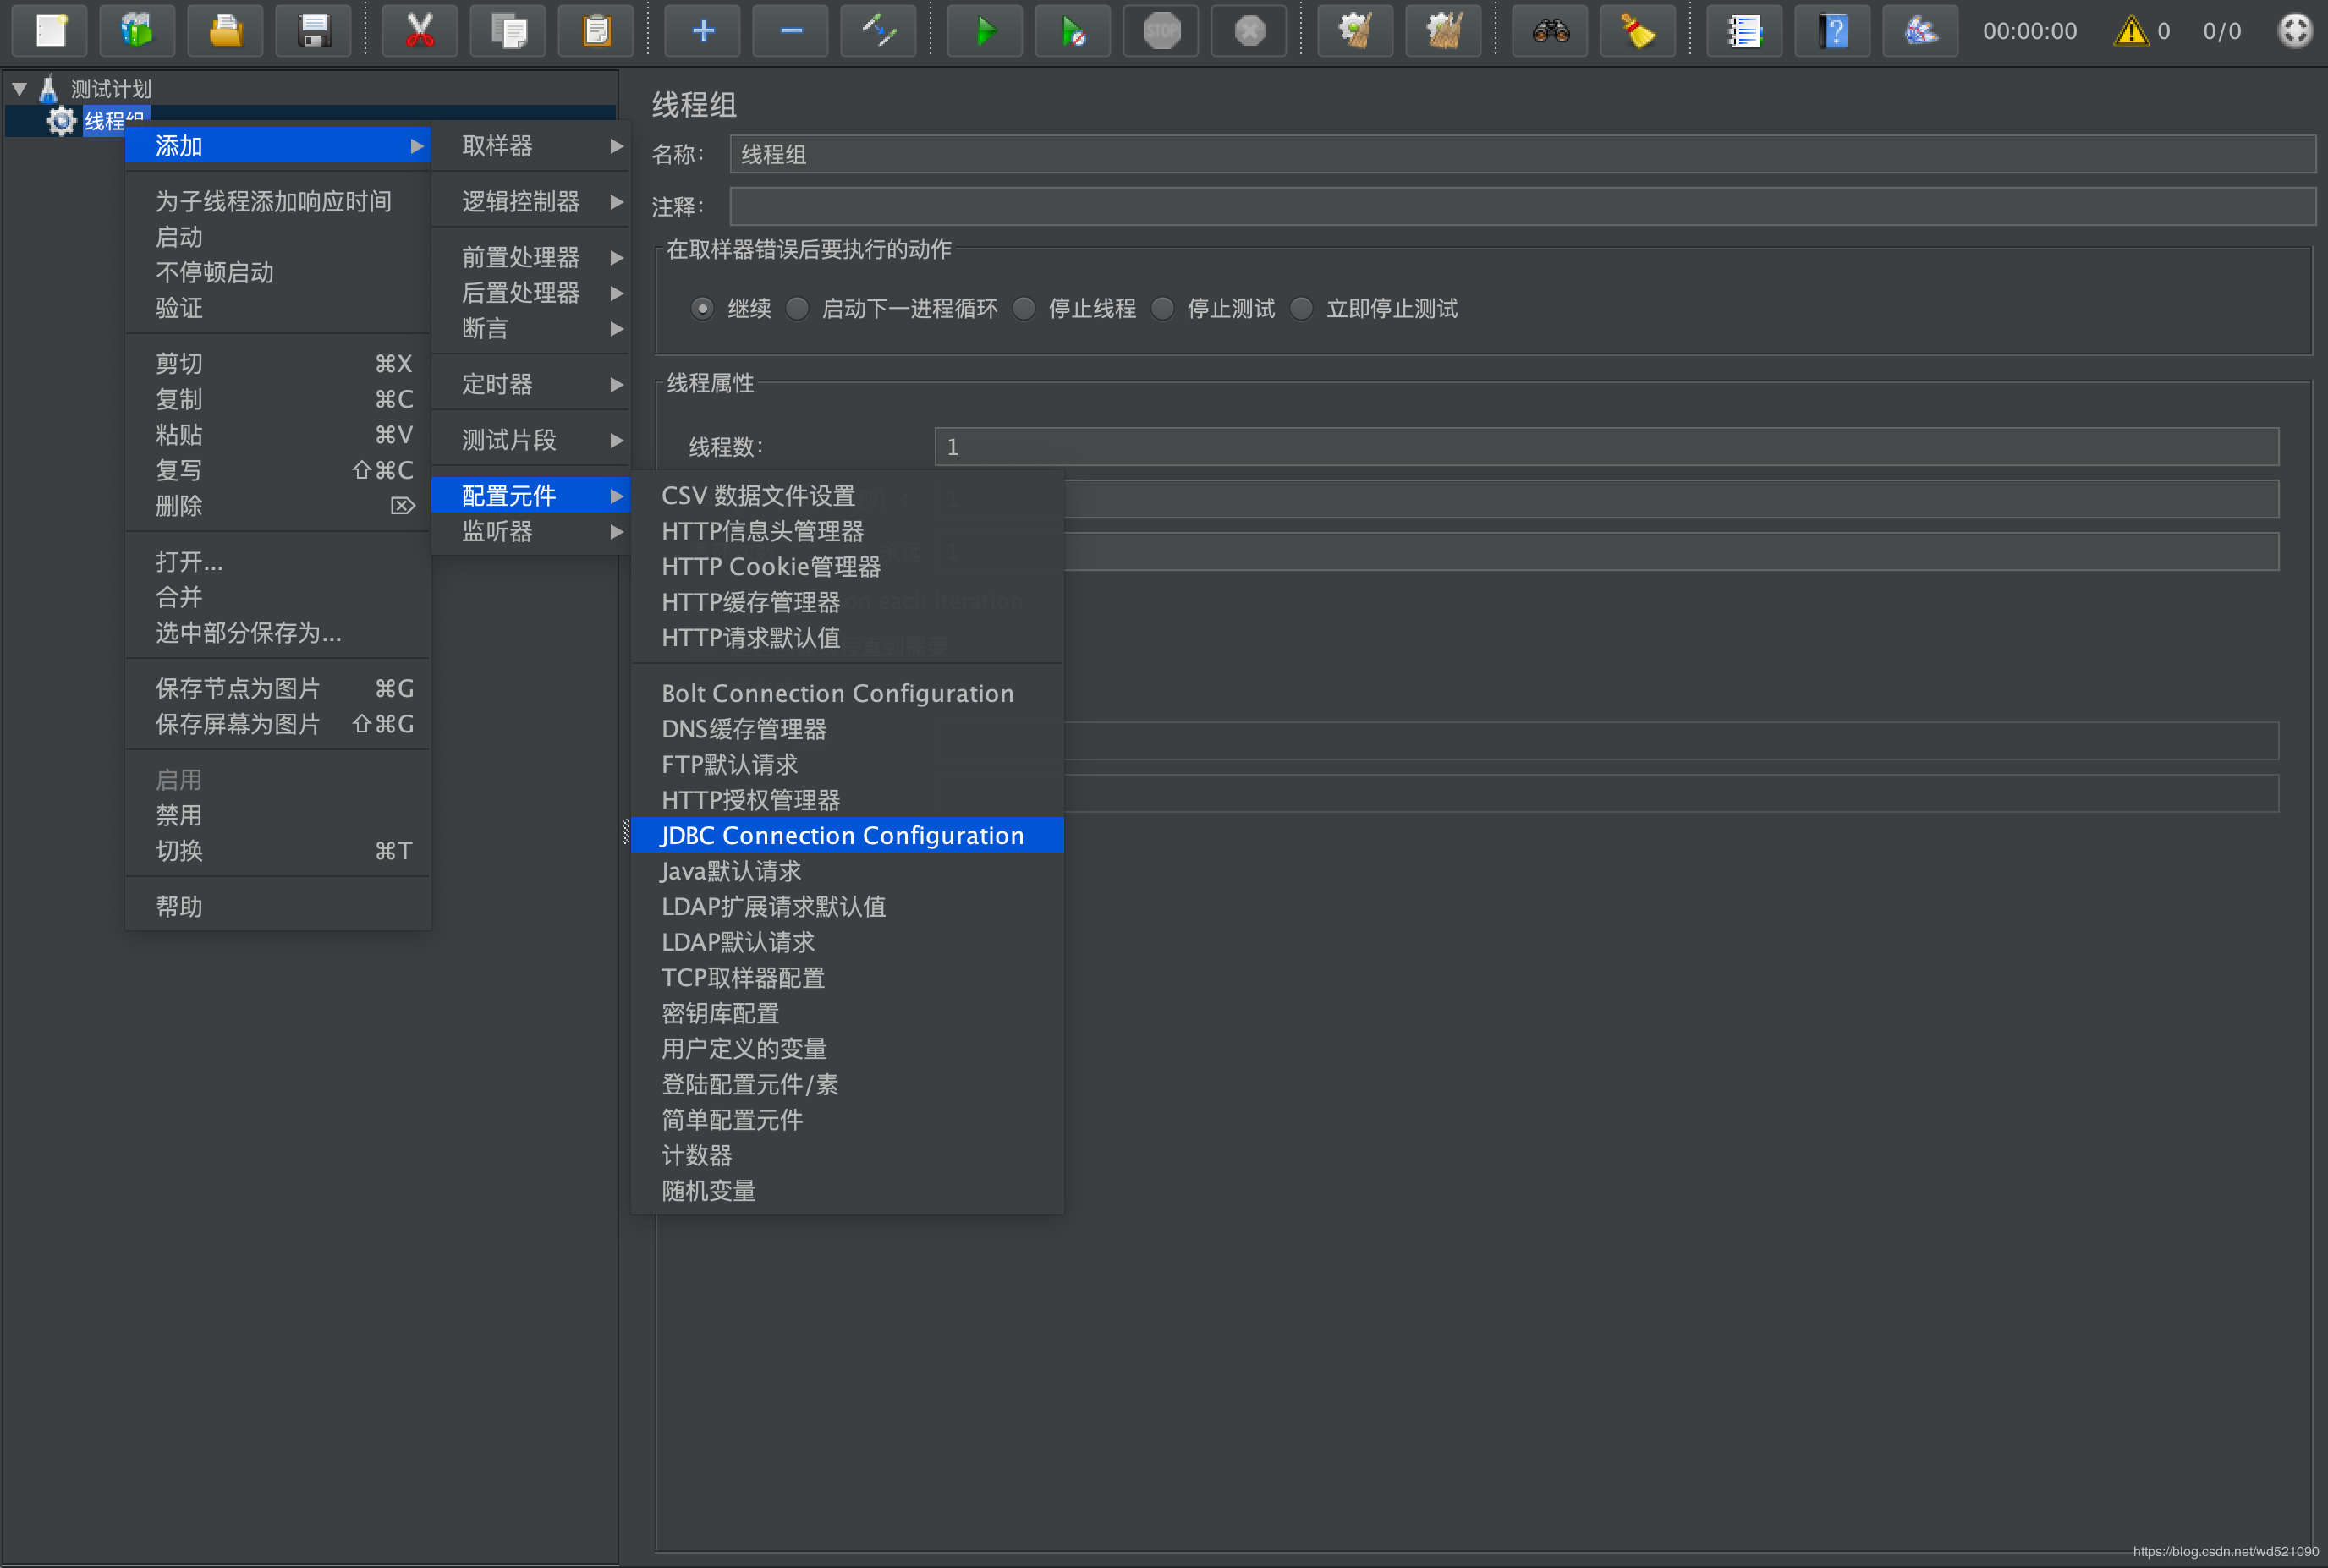 00:00:00
0
0/0
测试计划
线程组
添加
为子线程添加响应时间
启动
不停顿启动
验证
剪切 ⌘X
复制 ⌘C
粘贴 ⌘V
复写 ⇧⌘C
删除 ⌦
打开...
合并
选中部分保存为...
保存节点为图片 ⌘G
保存屏幕为图片 ⇧⌘G
启用
禁用
切换 ⌘T
帮助
取样器
逻辑控制器
前置处理器
后置处理器
断言
定时器
测试片段
配置元件
监听器
CSV 数据文件设置
HTTP信息头管理器
HTTP Cookie管理器
HTTP缓存管理器
HTTP请求默认值
Bolt Connection Configuration
DNS缓存管理器
FTP默认请求
HTTP授权管理器
JDBC Connection Configuration
Java默认请求
LDAP扩展请求默认值
LDAP默认请求
TCP取样器配置
密钥库配置
用户定义的变量
登陆配置元件/素
简单配置元件
计数器
随机变量
线程组
名称： 线程组
注释：
在取样器错误后要执行的动作
继续 启动下一进程循环 停止线程 停止测试 立即停止测试
线程属性
线程数： 1
1
1
on each iteration
https://blog.csdn.net/wd521090